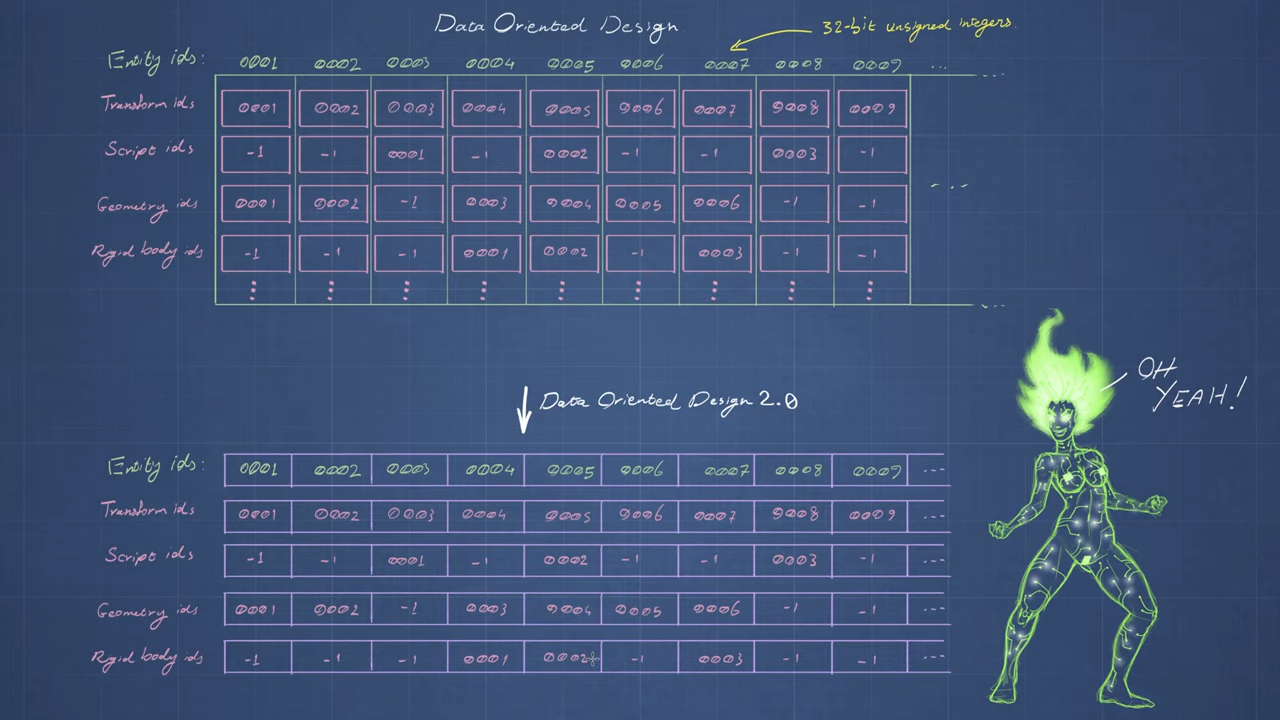 Data Oriented Design
32-bit unsigned integers.
Entity ids: 0001 0002 0003 0004 0005 0006 0007 0008 0009 ...
Transform ids 0001 0002 0003 0004 0005 0006 0007 0008 0009
Script ids -1 -1 0001 -1 0002 -1 -1 0003 -1
Geometry ids 0001 0002 -1 0003 0004 0005 0006 -1 -1
Rigid body ids -1 -1 -1 0001 0002 -1 0003 -1 -1
OH
YEAH!
Data Oriented Design 2.0
Entity ids: 0001 0002 0003 0004 0005 0006 0007 0008 0009 ---
Transform ids 0001 0002 0003 0004 0005 0006 0007 0008 0009 ---
Script ids -1 -1 0001 -1 0002 -1 -1 0003 -1 ---
Geometry ids 0001 0002 -1 0003 0004 0005 0006 -1 -1 ---
Rigid body ids -1 -1 -1 0001 0002 -1 0003 -1 -1 ---